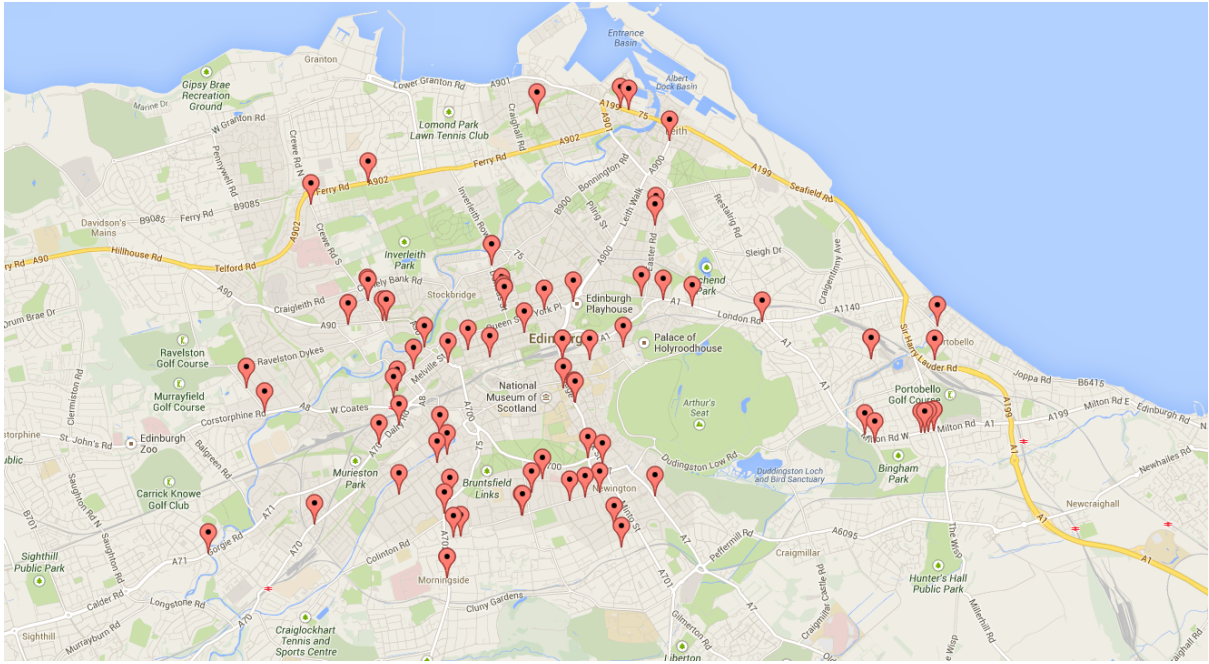 Entrance
Basin
Granton
Gipsy Brae
Recreation
Ground
Lower Granton Rd
A901
Albert
Dock Basin
Marine Dr
W Granton Rd
Crewe Rd N
Lomond Park
Lawn Tennis Club
Craighall Rd
A199
75
A901
A902
Leith
Pennywell Rd
Ferry Rd
A902
Ferry Rd
Bonnington Rd
A900
A199
Seafield Rd
Davidson's
Mains
B9085
Ferry Rd
B9085
A902
Inverleith Row
B900
Pilrig St
Leith Walk
Restalrig Rd
Crewe Rd S
Hillhouse Rd
Telford Rd
Inverleith
Park
75
A900
Easter Rd
Sleigh Dr
Craigentinny Ave
A90
Stockbridge
Craigleith Rd
A90
Queen St
York Pl
Edinburgh
Playhouse
A1
London Rd
A1140
Drum Brae Dr
Ravelston
Golf Course
Ravelston Dykes
Melville St
A1
Palace of
Holyroodhouse
A1
Sir Harry Lauder Rd
Portobello
Joppa Rd
B6415
Murrayfield
Golf Course
Clermiston Rd
Corstorphine Rd
A8
W Coates
A8
National
Museum of
Scotland
Arthur's
Seat
Portobello
Golf Course
A199
Milton Rd E
Edinburgh Rd
St. John's Rd
Edinburgh
Zoo
Dalry Rd
A700
75
Milton Rd W
A1
Murieston
Park
Bruntsfield
Links
Duddingston Low Rd
Duddingston Loch
and Bird Sanctuary
Bingham
Park
Newhailes Rd
Carrick Knowe
Golf Club
Balgreen Rd
Saughton Rd N
Newington
Newcraighall
B701
A71
Gorgie Rd
A70
Minto St
Sighthill
Public Park
A71
Saughton Rd
Colinton Rd
Peffermill Rd
A6095
Craigmillar
The Wisp
A1
Calder Rd
Longstone Rd
Morningside
Cluny Gardens
A701
A7
Craigmillar Castle Rd
Hunter's Hall
Public Park
Sighthill
Murrayburn Rd
A70
Craiglockhart
Tennis and
Sports Centre
Gilmerton Rd
Liberton
A7
Millerhill Rd